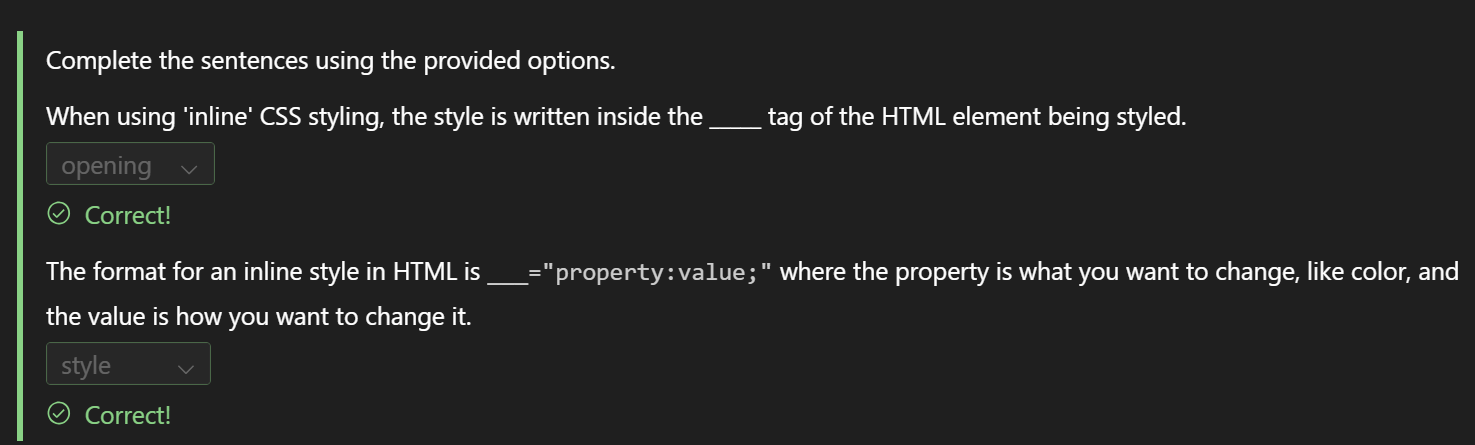 Complete the sentences using the provided options.
When using 'inline' CSS styling, the style is written inside the _____ tag of the HTML element being styled.
opening
Correct!
The format for an inline style in HTML is ____="property:value;" where the property is what you want to change, like color, and
the value is how you want to change it.
style
Correct!